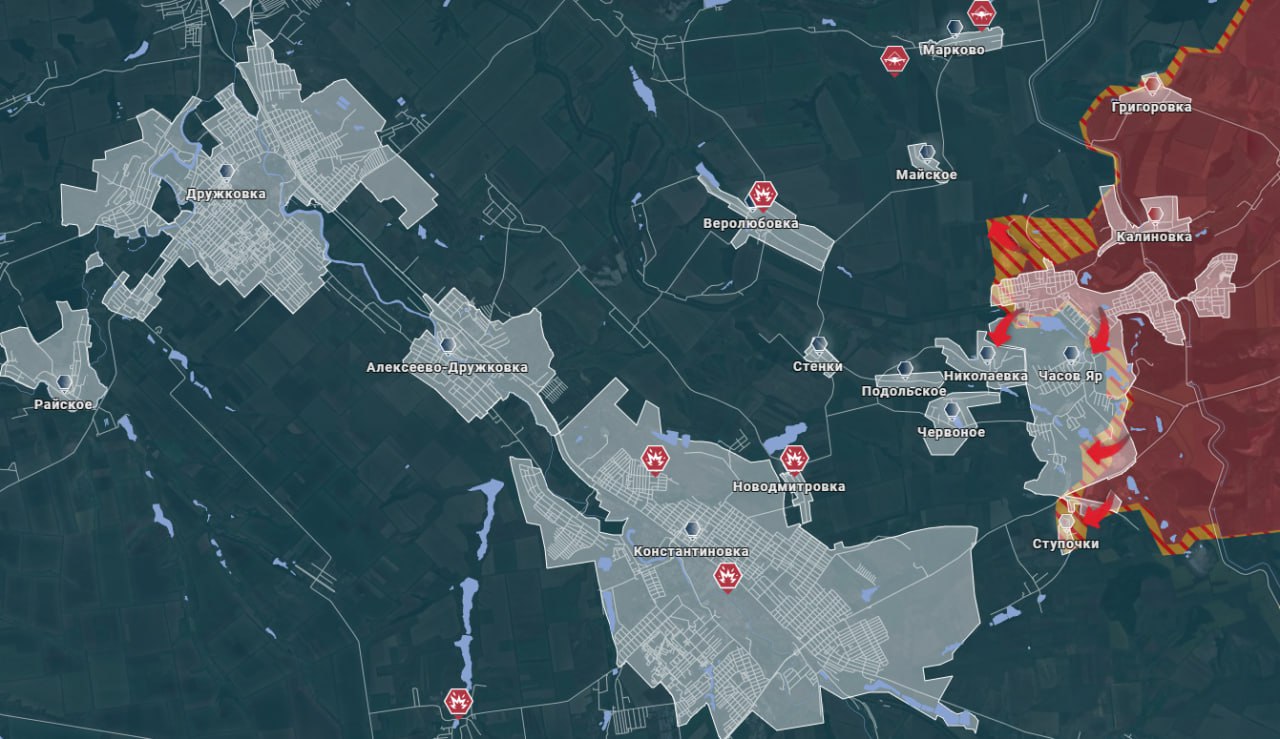 Марково
Григоровка
Майское
Дружковка
Веролюбовка
Калиновка
Алексеево-Дружковка
Стенки
Николаевка
Часов Яр
Подольское
Райское
Червоное
Новодмитровка
Константиновка
Ступочки